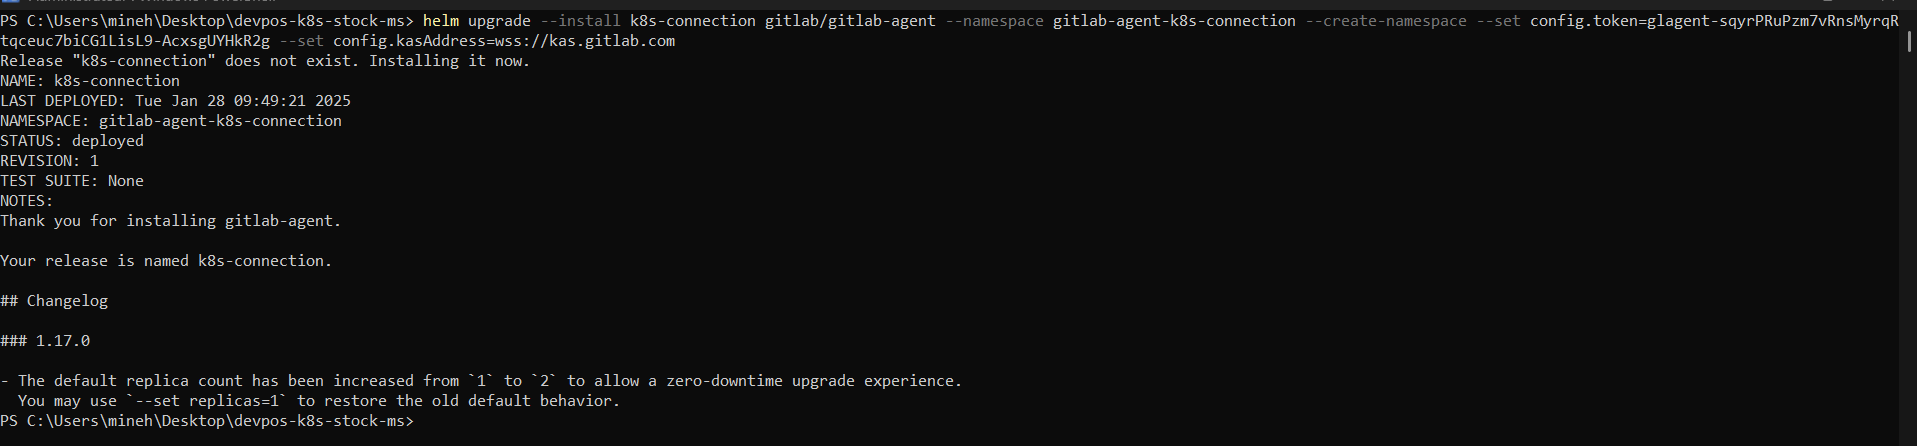 PS C:\Users\mineh\Desktop\devpos-k8s-stock-ms> helm upgrade --install k8s-connection gitlab/gitlab-agent --namespace gitlab-agent-k8s-connection --create-namespace --set config.token=glagent-sqyrPRuPzm7vRnsMyrqR
tqceuc7biCG1LisL9-AcxsgUYHkR2g --set config.kasAddress=wss://kas.gitlab.com
Release "k8s-connection" does not exist. Installing it now.
NAME: k8s-connection
LAST DEPLOYED: Tue Jan 28 09:49:21 2025
NAMESPACE: gitlab-agent-k8s-connection
STATUS: deployed
REVISION: 1
TEST SUITE: None
NOTES:
Thank you for installing gitlab-agent.
Your release is named k8s-connection.
## Changelog
### 1.17.0
- The default replica count has been increased from `1` to `2` to allow a zero-downtime upgrade experience.
You may use `--set replicas=1` to restore the old default behavior.
PS C:\Users\mineh\Desktop\devpos-k8s-stock-ms>